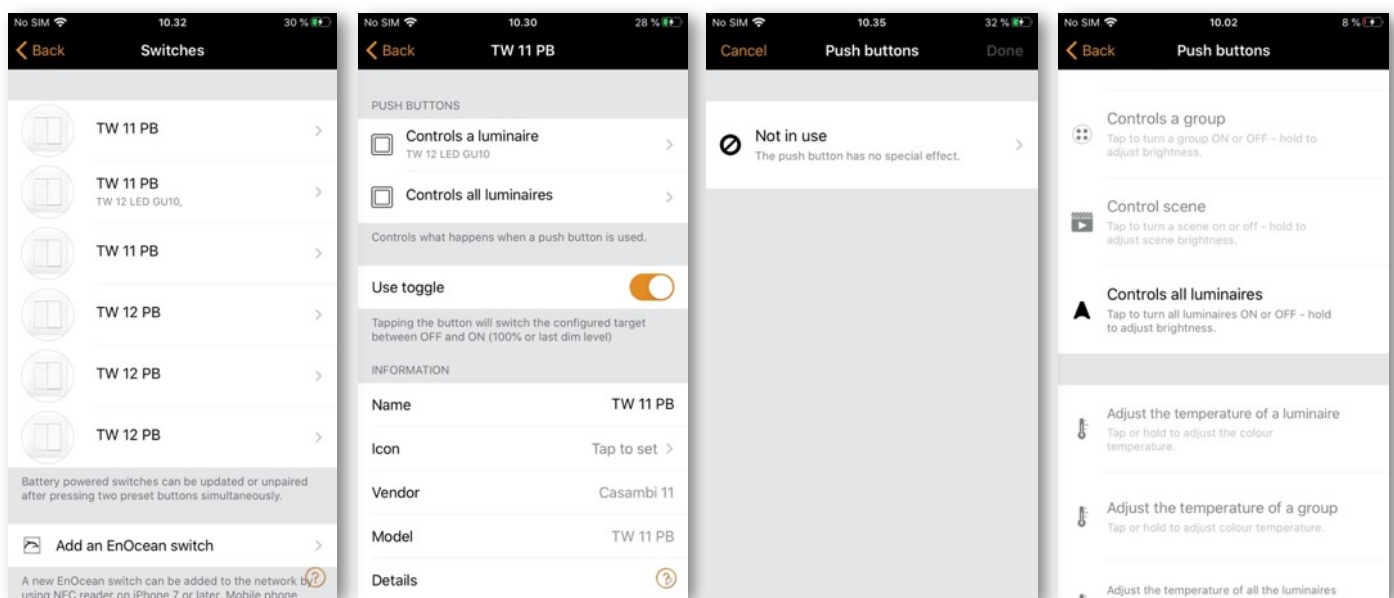 No SIM 10.32 30 %
Back Switches
TW 11 PB
TW 11 PB
TW 12 LED GU10,
TW 11 PB
TW 12 PB
TW 12 PB
TW 12 PB
Battery powered switches can be updated or unpaired
after pressing two preset buttons simultaneously.
Add an EnOcean switch
A new EnOcean switch can be added to the network by
using NFC reader on iPhone 7 or later. Mobile phone
No SIM 10.30 28 %
Back TW 11 PB
PUSH BUTTONS
Controls a luminaire
TW 12 LED GU10
Controls all luminaires
Controls what happens when a push button is used.
Use toggle
Tapping the button will switch the configured target
between OFF and ON (100% or last dim level)
INFORMATION
Name TW 11 PB
Icon Tap to set
Vendor Casambi 11
Model TW 11 PB
Details ?
No SIM 10.35 32 %
Cancel Push buttons Done
Not in use
The push button has no special effect.
No SIM 10.02 8 %
Back Push buttons
Controls a group
Tap to turn a group ON or OFF - hold to
adjust brightness.
Control scene
Tap to turn a scene on or off - hold to
adjust scene brightness.
Controls all luminaires
Tap to turn all luminaires ON or OFF - hold
to adjust brightness.
Adjust the temperature of a luminaire
Tap or hold to adjust the colour
temperature.
Adjust the temperature of a group
Tap or hold to adjust colour temperature.
Adjust the temperature of all the luminaires